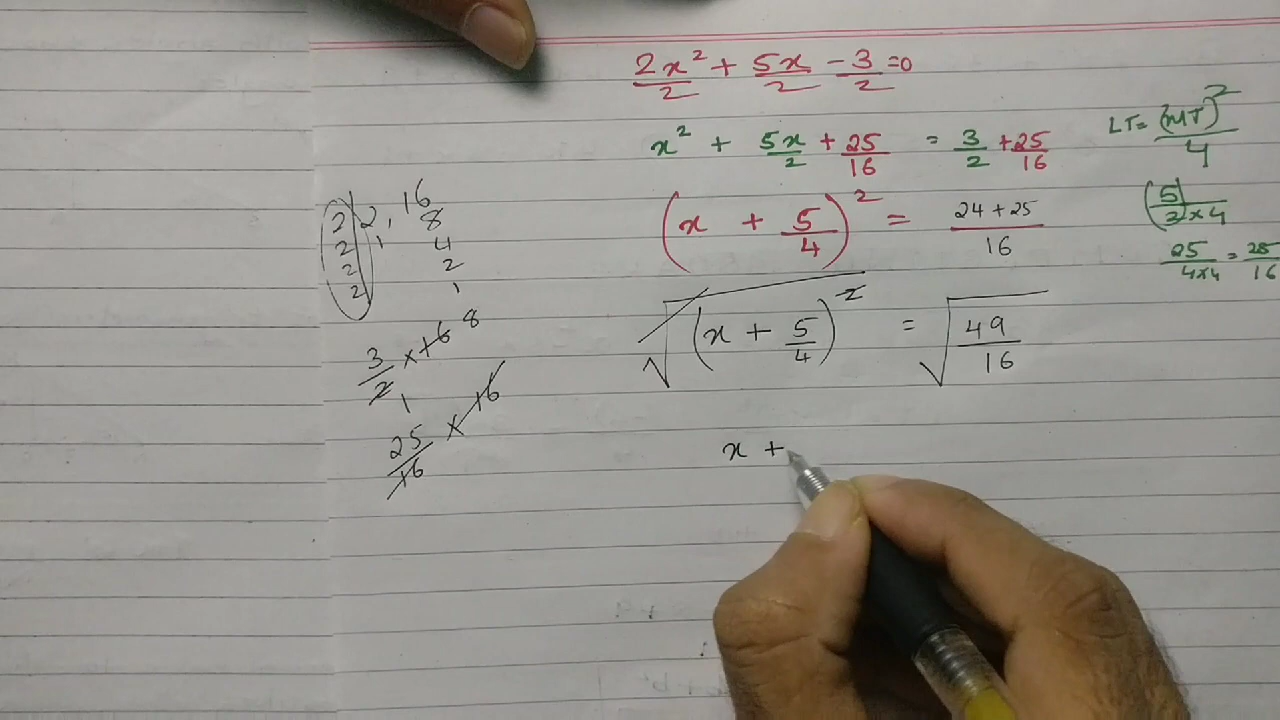 2x²/2 + 5x/2 - 3/2 = 0
x² + 5x/2 + 25/16 = 3/2 + 25/16
LT = (MT)²/4
(x + 5/4)² = 24 + 25/16
(5)/2 × 4
25/4×4 = 25/16
√(x + 5/4)² = √49/16
x +
2 2, 16
2 1 8
2 4
2 2
1
3/2 × 16 8
1
25/16 × 16